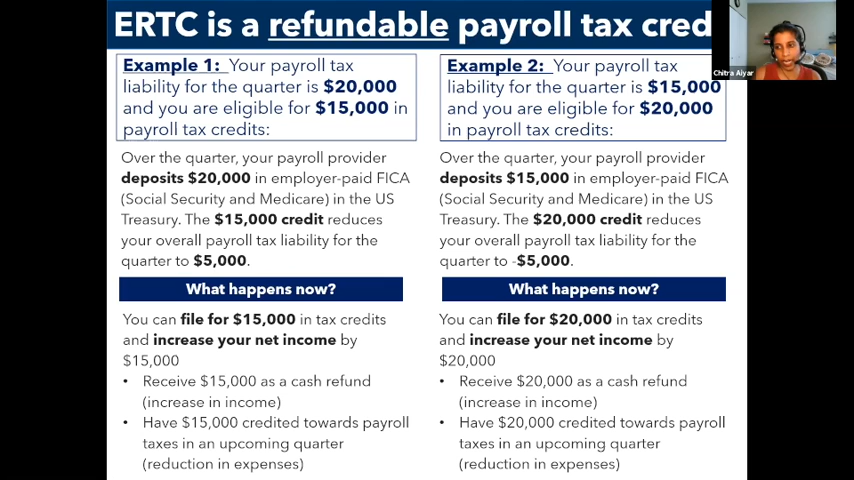 ERTC is a refundable payroll tax cred
Chitra Aiyar
Example 1: Your payroll tax
liability for the quarter is $20,000
and you are eligible for $15,000 in
payroll tax credits:
Over the quarter, your payroll provider
deposits $20,000 in employer-paid FICA
(Social Security and Medicare) in the US
Treasury. The $15,000 credit reduces
your overall payroll tax liability for the
quarter to $5,000.
What happens now?
You can file for $15,000 in tax credits
and increase your net income by
$15,000
• Receive $15,000 as a cash refund
(increase in income)
• Have $15,000 credited towards payroll
taxes in an upcoming quarter
(reduction in expenses)
Example 2: Your payroll tax
liability for the quarter is $15,000
and you are eligible for $20,000
in payroll tax credits:
Over the quarter, your payroll provider
deposits $15,000 in employer-paid FICA
(Social Security and Medicare) in the US
Treasury. The $20,000 credit reduces
your overall payroll tax liability for the
quarter to -$5,000.
What happens now?
You can file for $20,000 in tax credits
and increase your net income by
$20,000
• Receive $20,000 as a cash refund
(increase in income)
• Have $20,000 credited towards payroll
taxes in an upcoming quarter
(reduction in expenses)